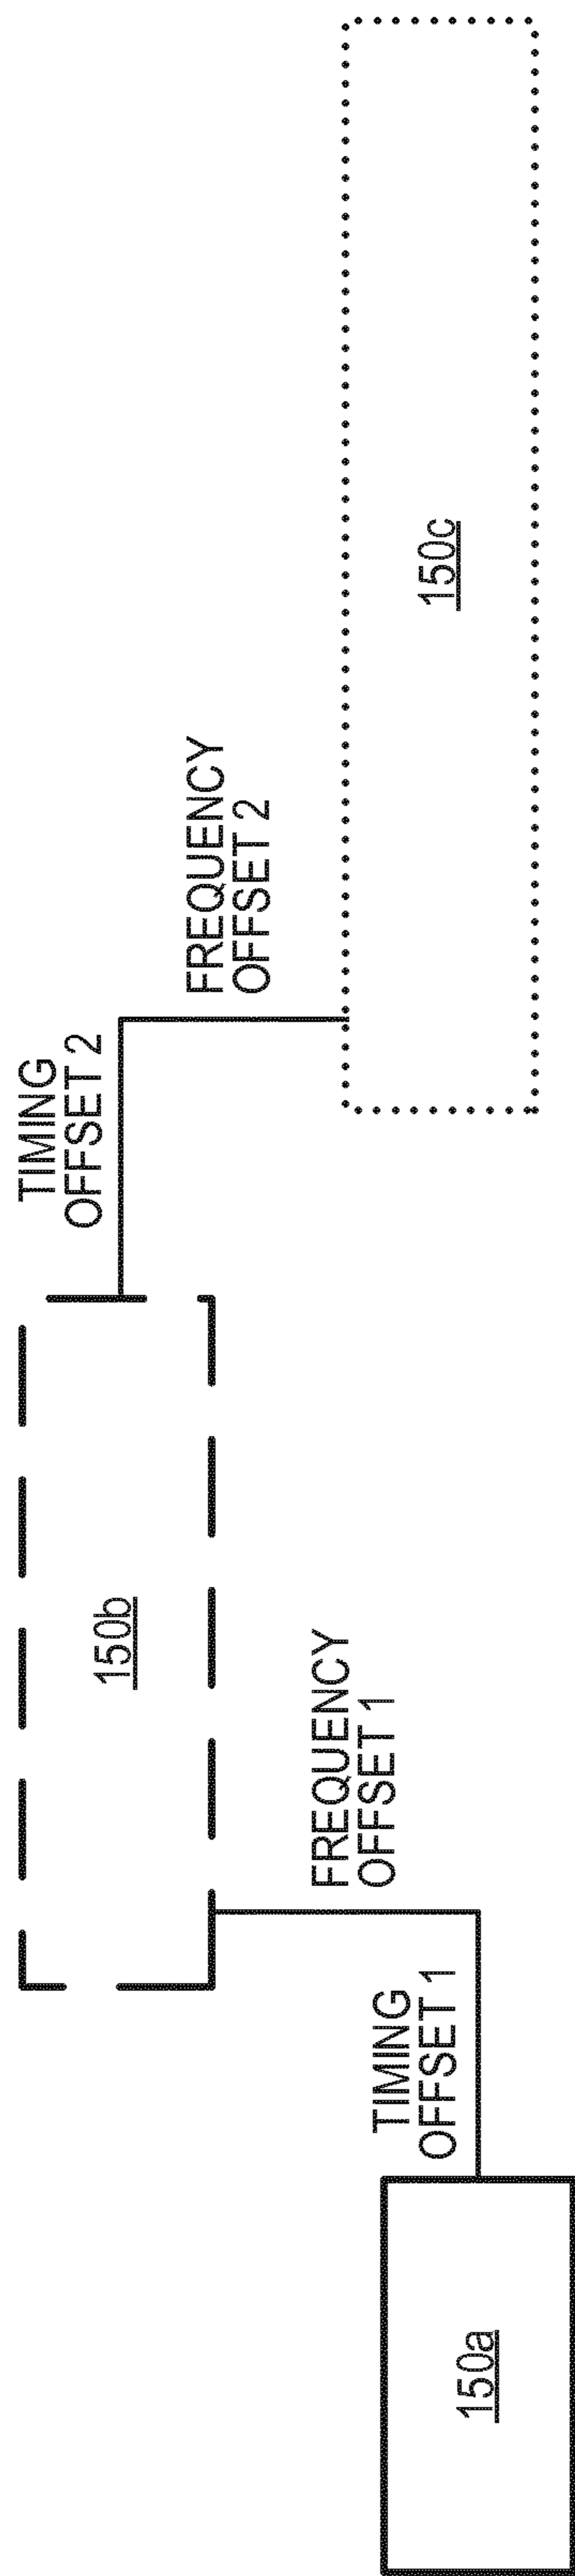 150a
TIMING
OFFSET 1
FREQUENCY
OFFSET 1
150b
TIMING
OFFSET 2
FREQUENCY
OFFSET 2
150c